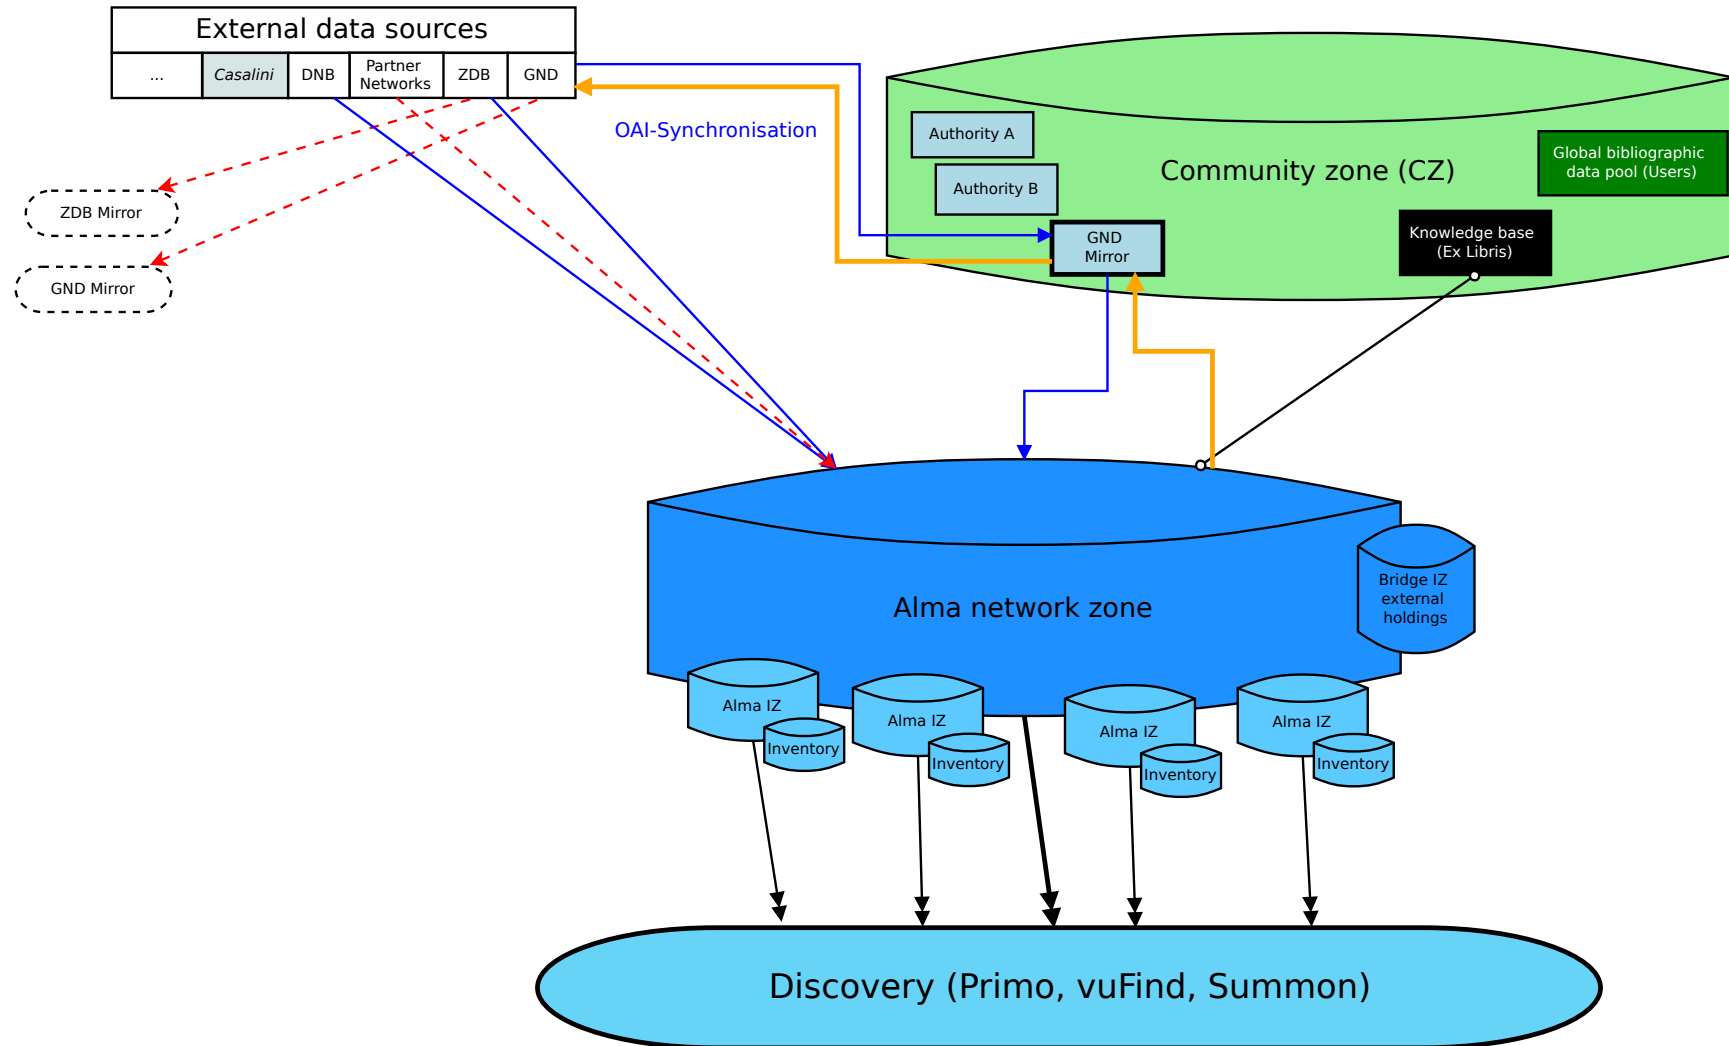 External data sources
...
Casalini
DNB
Partner
Networks
ZDB
GND
OAI-Synchronisation
ZDB Mirror
GND Mirror
Authority A
Authority B
GND
Mirror
Community zone (CZ)
Global bibliographic
data pool (Users)
Knowledge base
(Ex Libris)
Alma network zone
Bridge IZ
external
holdings
Alma IZ
Inventory
Alma IZ
Inventory
Alma IZ
Inventory
Alma IZ
Inventory
Discovery (Primo, vuFind, Summon)